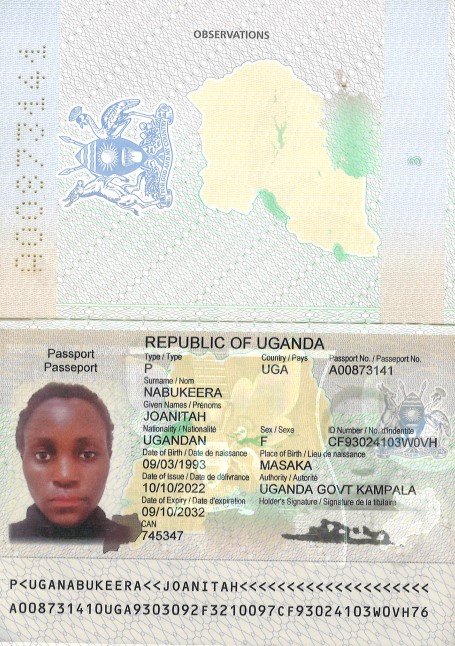 OBSERVATIONS
A00873141
REPUBLIC OF UGANDA
Passport
Passeport
Type / Type Country / Pays Passport No. / Passeport No.
P UGA A00873141
Surname / Nom
NABUKEERA
Given Names / Prénoms
JOANITAH
Nationality / Nationalité Sex / Sexe ID Number / No. d'identité
UGANDAN F CF93024103W0VH
Date of Birth / Date de naissance Place of Birth / Lieu de naissance
09/03/1993 MASAKA
Date of Issue / Date de délivrance Authority / Autorité
10/10/2022 UGANDA GOVT KAMPALA
Date of Expiry / Date d'expiration Holder's Signature / Signature de la titulaire
09/10/2032
CAN
745347
P<UGANABUKEERA<<JOANITAH<<<<<<<<<<<<<<<<<<<<
A008731410UGA9303092F3210097CF93024103W0VH76